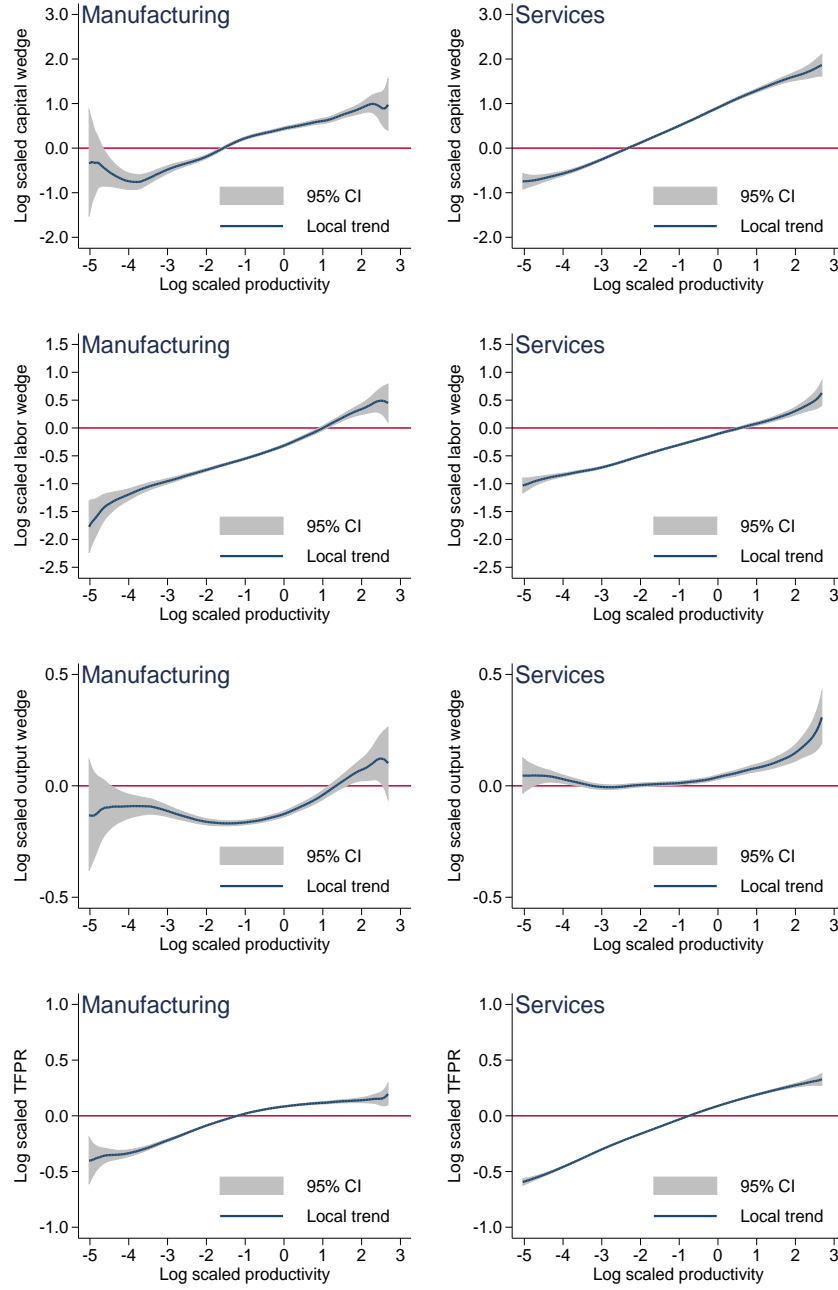 Manufacturing
Log scaled capital wedge
3.0
2.0
1.0
0.0
-1.0
-2.0
95% CI
Local trend
-5 -4 -3 -2 -1 0 1 2 3
Log scaled productivity
Services
Log scaled capital wedge
3.0
2.0
1.0
0.0
-1.0
-2.0
95% CI
Local trend
-5 -4 -3 -2 -1 0 1 2 3
Log scaled productivity
Manufacturing
Log scaled labor wedge
1.5
1.0
0.5
0.0
-0.5
-1.0
-1.5
-2.0
-2.5
95% CI
Local trend
-5 -4 -3 -2 -1 0 1 2 3
Log scaled productivity
Services
Log scaled labor wedge
1.5
1.0
0.5
0.0
-0.5
-1.0
-1.5
-2.0
-2.5
95% CI
Local trend
-5 -4 -3 -2 -1 0 1 2 3
Log scaled productivity
Manufacturing
Log scaled output wedge
0.5
0.0
-0.5
95% CI
Local trend
-5 -4 -3 -2 -1 0 1 2 3
Log scaled productivity
Services
Log scaled output wedge
0.5
0.0
-0.5
95% CI
Local trend
-5 -4 -3 -2 -1 0 1 2 3
Log scaled productivity
Manufacturing
Log scaled TFPR
1.0
0.5
0.0
-0.5
-1.0
95% CI
Local trend
-5 -4 -3 -2 -1 0 1 2 3
Log scaled productivity
Services
Log scaled TFPR
1.0
0.5
0.0
-0.5
-1.0
95% CI
Local trend
-5 -4 -3 -2 -1 0 1 2 3
Log scaled productivity